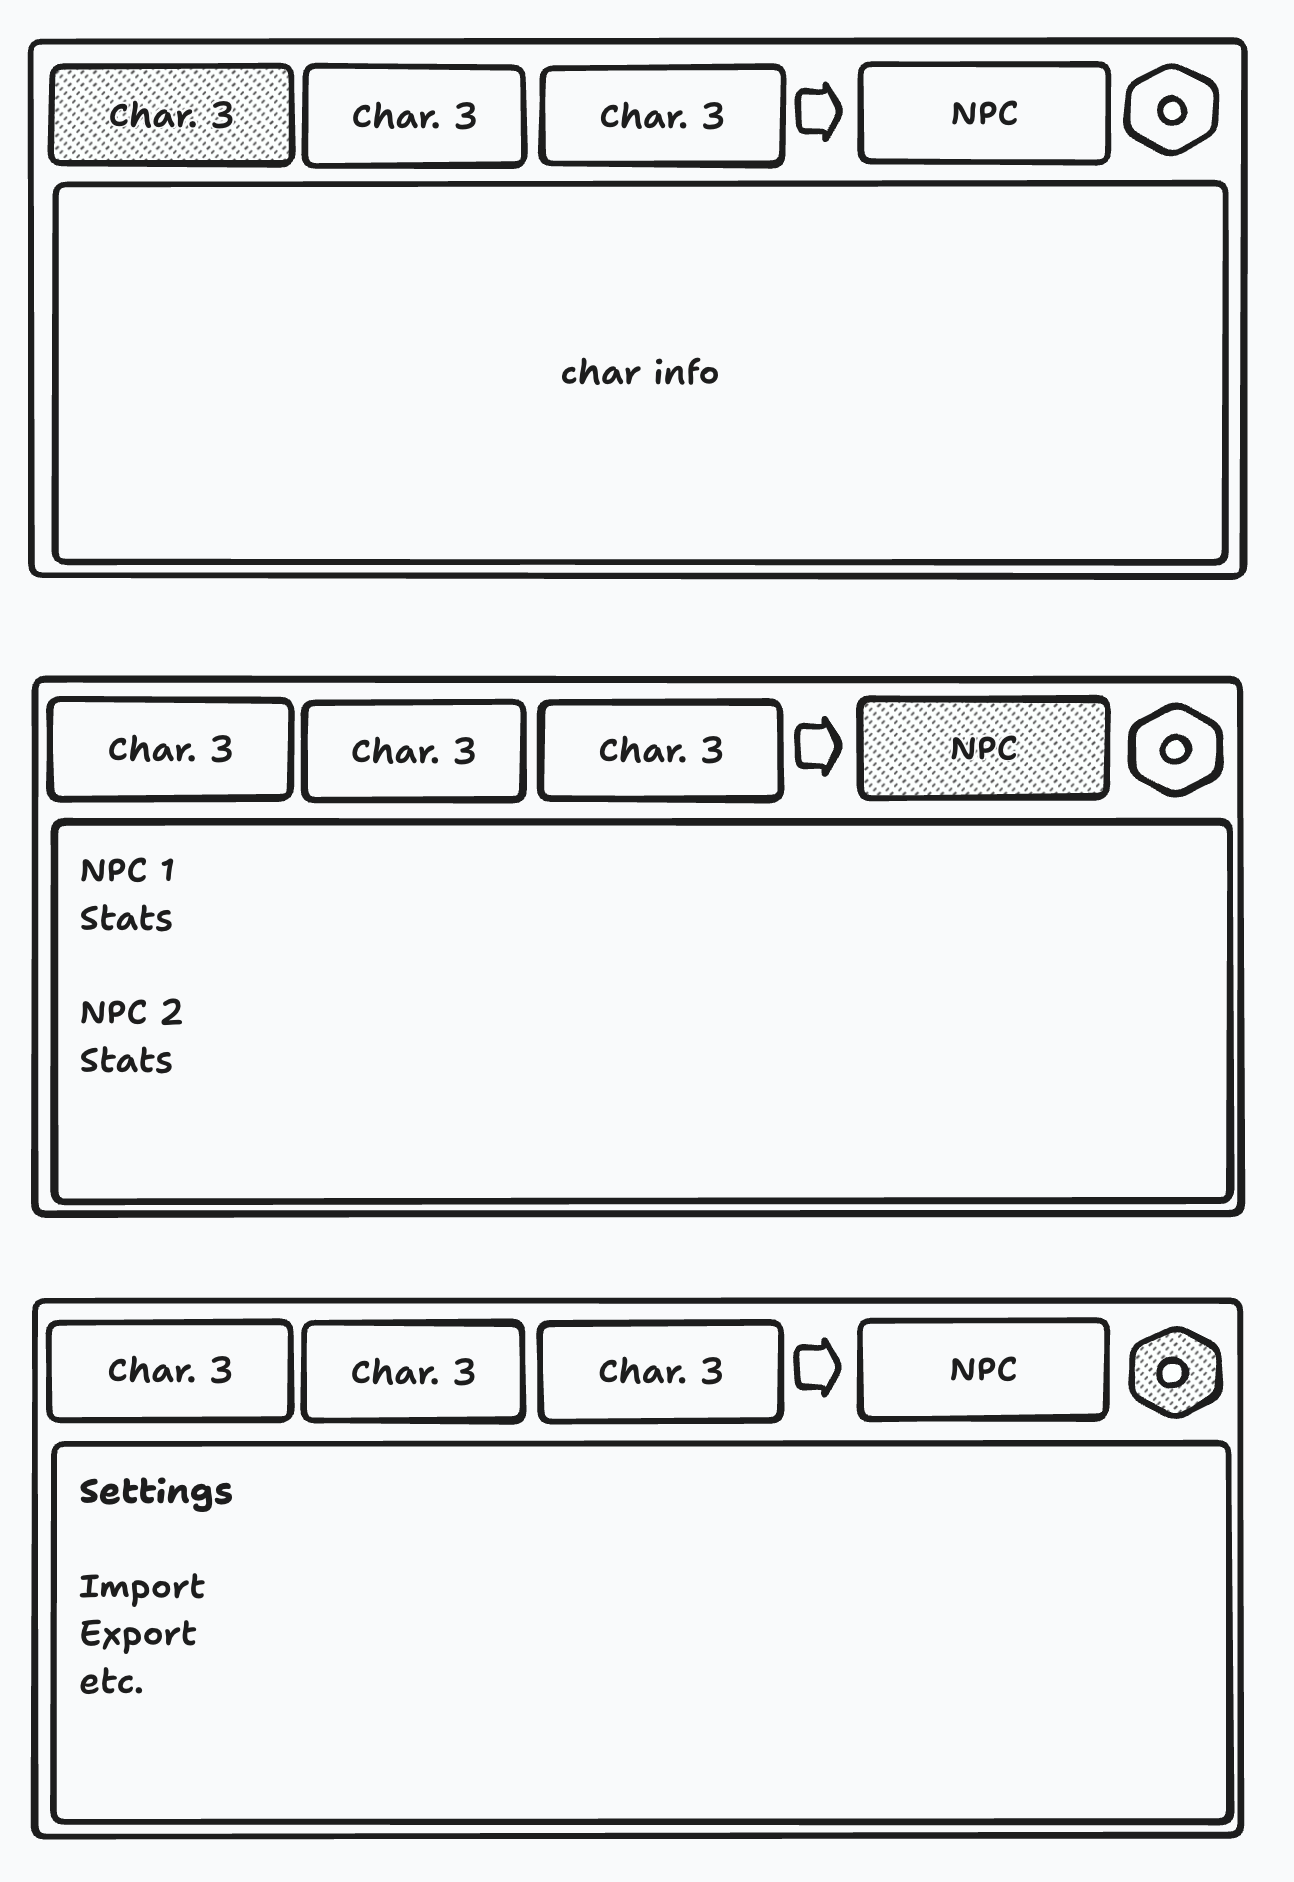 Char. 3
Char. 3
Char. 3
NPC
char info
Char. 3
Char. 3
Char. 3
NPC
NPC 1
Stats
NPC 2
Stats
Char. 3
Char. 3
Char. 3
NPC
Settings
Import
Export
etc.